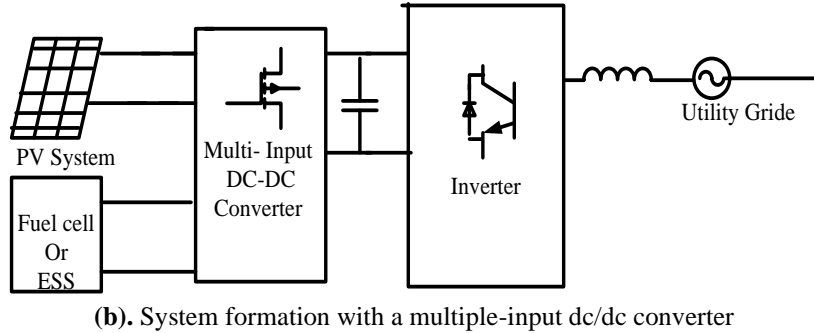 PV System
Fuel cell
Or
ESS
Multi- Input
DC-DC
Converter
Inverter
Utility Gride
(b). System formation with a multiple-input dc/dc converter